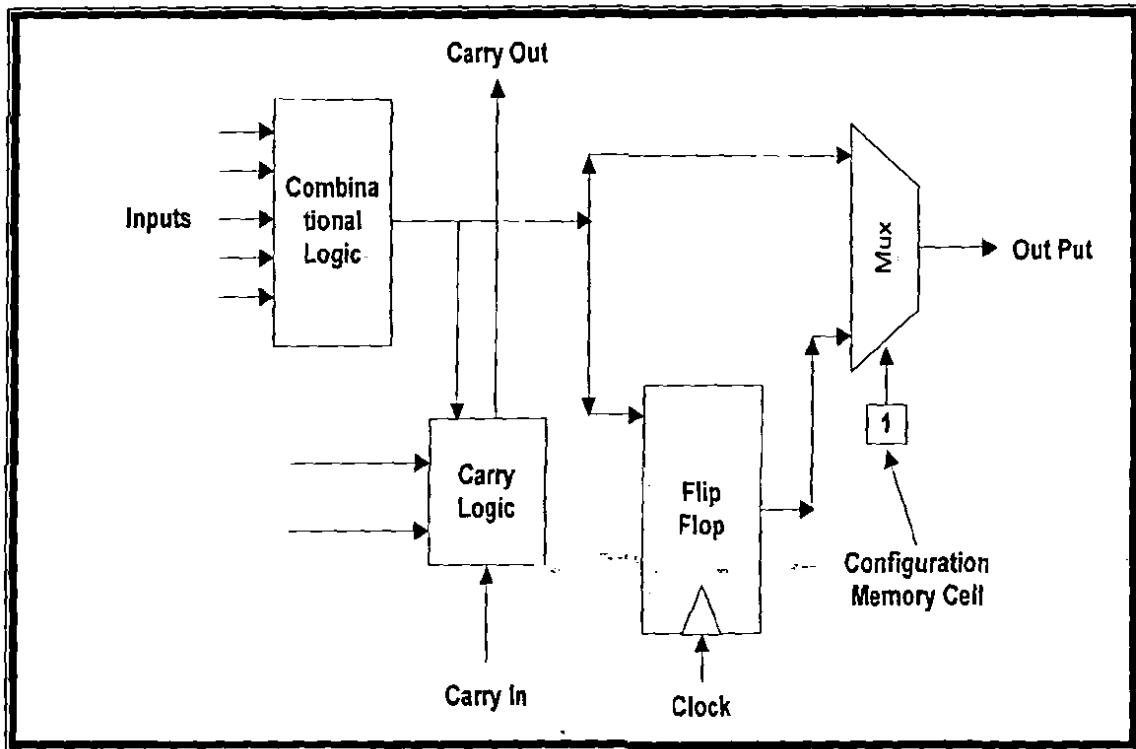 Carry Out
Inputs
Combina
tional
Logic
Mux
Out Put
1
Carry
Logic
Flip
Flop
Configuration
Memory Cell
Carry In
Clock